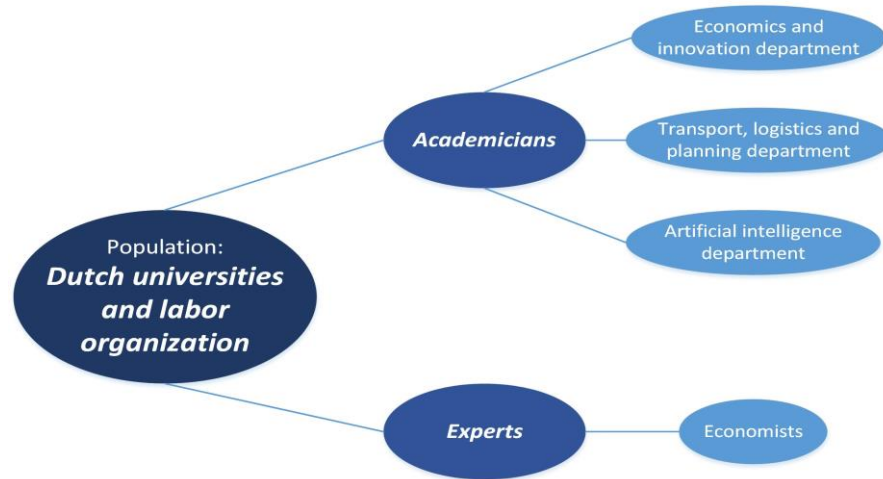 Population:
Dutch universities
and labor
organization
Academicians
Economics and
innovation department
Transport, logistics and
planning department
Artificial intelligence
department
Experts
Economists